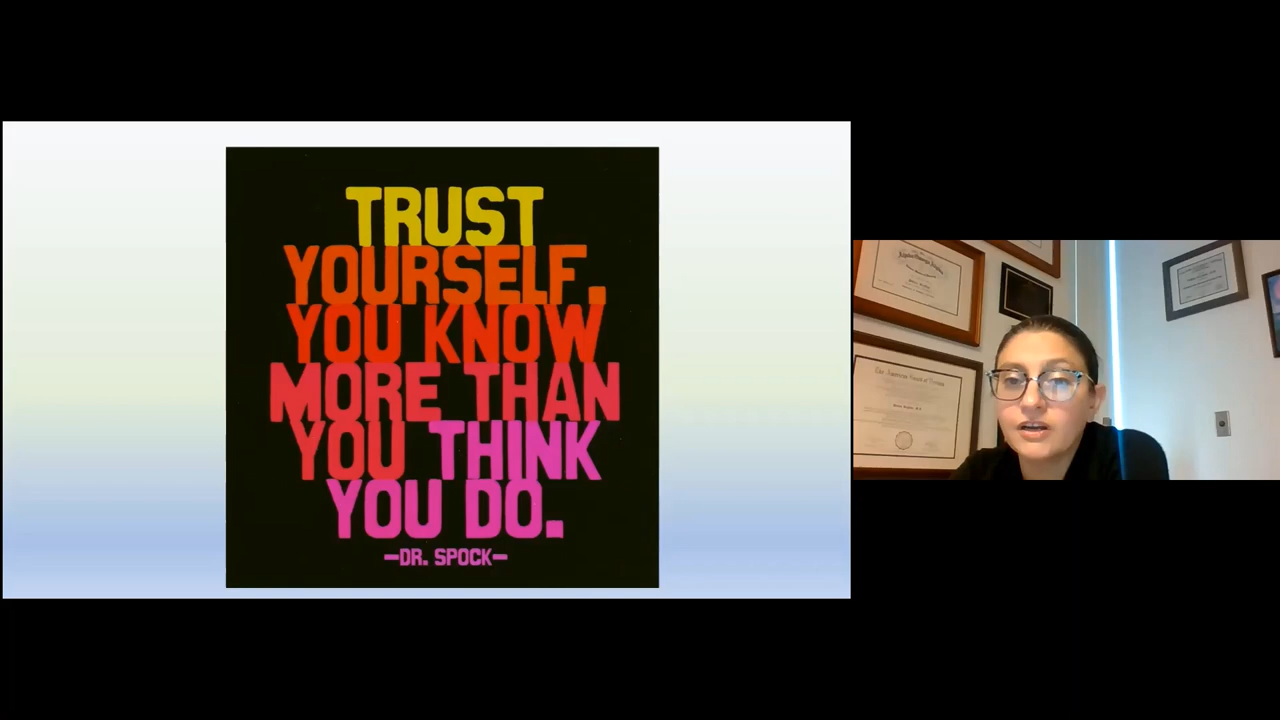 TRUST
YOURSELF,
YOU KNOW
MORE THAN
YOU THINK
YOU DO.
—DR. SPOCK—